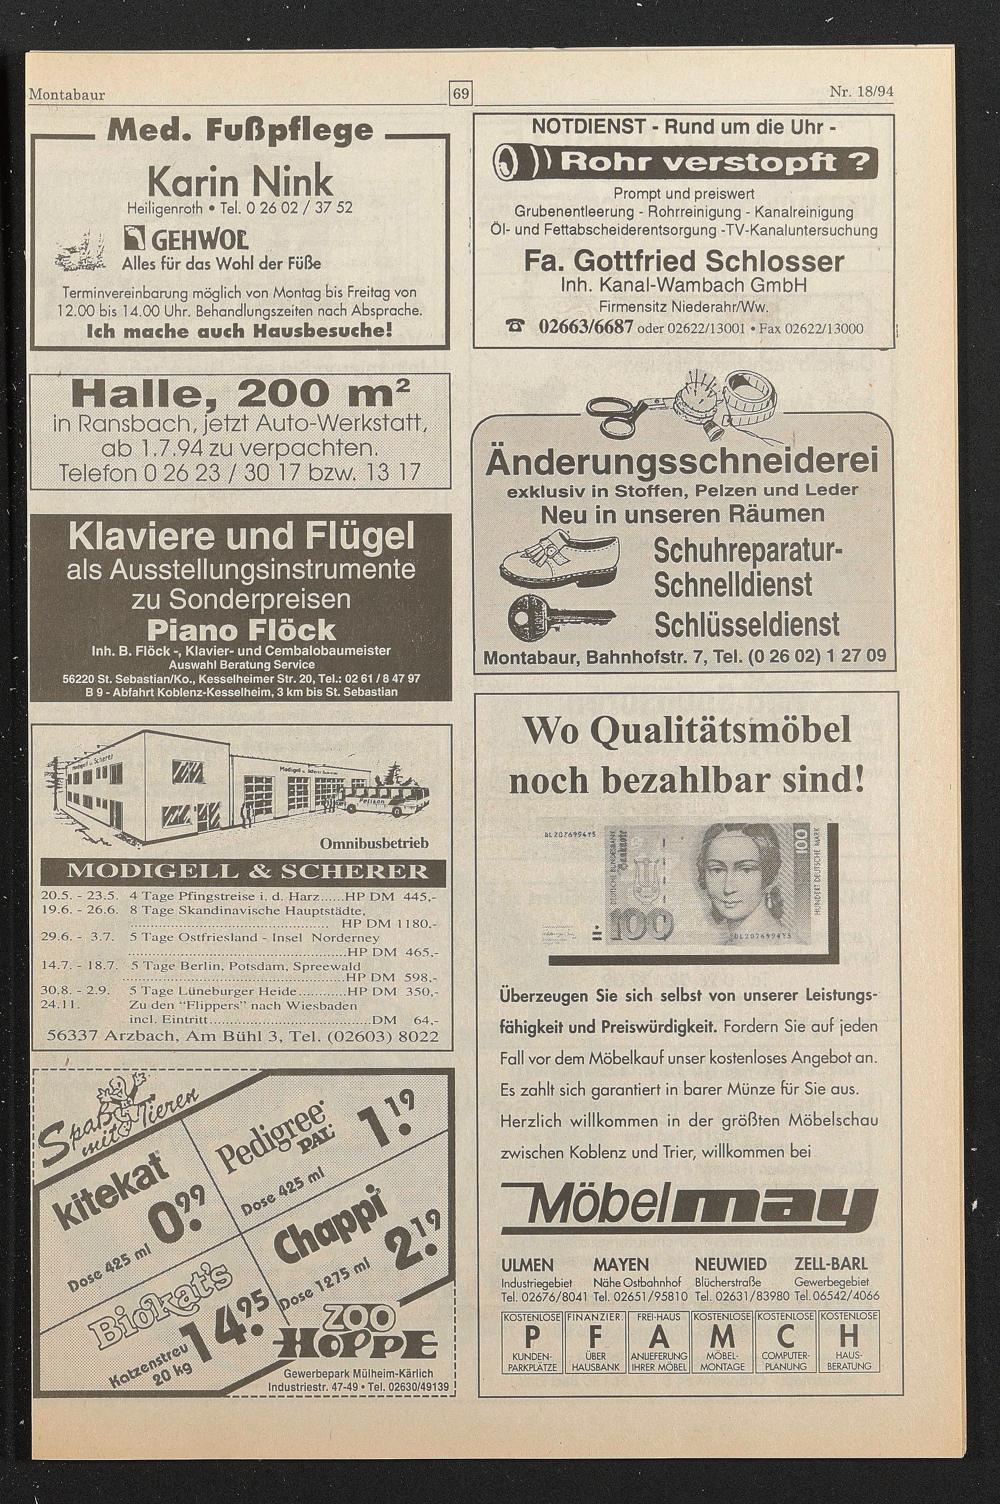 Montabaur
69
Nr. 18/94
Med. Fußpflege
Karin Nink
Heiligenroth • Tel. 0 26 02 / 37 52
GEHWOL
Alles für das Wohl der Füße
Terminvereinbarung möglich von Montag bis Freitag von
12.00 bis 14.00 Uhr. Behandlungszeiten nach Absprache.
Ich mache auch Hausbesuche!
Halle, 200 m²
in Ransbach, jetzt Auto-Werkstatt,
ab 1.7.94 zu verpachten.
Telefon 0 26 23 / 30 17 bzw. 13 17
Klaviere und Flügel
als Ausstellungsinstrumente
zu Sonderpreisen
Piano Flöck
Inh. B. Flöck -, Klavier- und Cembalobaumeister
Auswahl Beratung Service
56220 St. Sebastian/Ko., Kesselheimer Str. 20, Tel.: 02 61 / 8 47 97
B 9 - Abfahrt Koblenz-Kesselheim, 3 km bis St. Sebastian
Modigell u. Scherer
Modigell u. Scherer
Pelikan
Omnibusbetrieb
MODIGELL & SCHERER
20.5. - 23.5. 4 Tage Pfingstreise i. d. Harz.....HP DM 445,-
19.6. - 26.6. 8 Tage Skandinavische Hauptstädte,
HP DM 1180.-
29.6. - 3.7. 5 Tage Ostfriesland - Insel Norderney
HP DM 465,-
14.7. - 18.7. 5 Tage Berlin, Potsdam, Spreewald
HP DM 598,-
30.8. - 2.9. 5 Tage Lüneburger Heide...........HP DM 350,-
24.11. Zu den "Flippers" nach Wiesbaden
incl. Eintritt.....................................DM 64,-
56337 Arzbach, Am Bühl 3, Tel. (02603) 8022
Spaß mit Tieren
kitekat
Dose 425 ml 0.99
Pedigree PAL 1.19
Dose 425 ml
Chappi
Dose 1275 ml 2.19
Biokat's
Katzenstreu
20 kg
14.95
ZOO
HOPPE
Gewerbepark Mülheim-Kärlich
Industriestr. 47-49 • Tel. 02630/49139
NOTDIENST - Rund um die Uhr -
Rohr verstopft ?
Prompt und preiswert
Grubenentleerung - Rohrreinigung - Kanalreinigung
Öl- und Fettabscheiderentsorgung -TV-Kanaluntersuchung
Fa. Gottfried Schlosser
Inh. Kanal-Wambach GmbH
Firmensitz Niederahr/Ww.
☎ 02663/6687 oder 02622/13001 • Fax 02622/13000
Änderungsschneiderei
exklusiv in Stoffen, Pelzen und Leder
Neu in unseren Räumen
Schuhreparatur-
Schnelldienst
Schlüsseldienst
Montabaur, Bahnhofstr. 7, Tel. (0 26 02) 1 27 09
Wo Qualitätsmöbel
noch bezahlbar sind!
DL2076994Y5
DEUTSCHE BUNDESBANK
Banknote
100
100
HUNDERT DEUTSCHE MARK
DL2076994Y5
Überzeugen Sie sich selbst von unserer Leistungs-
fähigkeit und Preiswürdigkeit. Fordern Sie auf jeden
Fall vor dem Möbelkauf unser kostenloses Angebot an.
Es zahlt sich garantiert in barer Münze für Sie aus.
Herzlich willkommen in der größten Möbelschau
zwischen Koblenz und Trier, willkommen bei
Möbel may
ULMEN MAYEN NEUWIED ZELL-BARL
Industriegebiet Nähe Ostbahnhof Blücherstraße Gewerbegebiet
Tel. 02676/8041 Tel. 02651/95810 Tel. 02631/83980 Tel. 06542/4066
KOSTENLOSE FINANZIER. FREI-HAUS KOSTENLOSE KOSTENLOSE KOSTENLOSE
P F A M C H
KUNDEN- ÜBER ANLIEFERUNG MÖBEL- COMPUTER- HAUS-
PARKPLÄTZE HAUSBANK IHRER MÖBEL MONTAGE PLANUNG BERATUNG